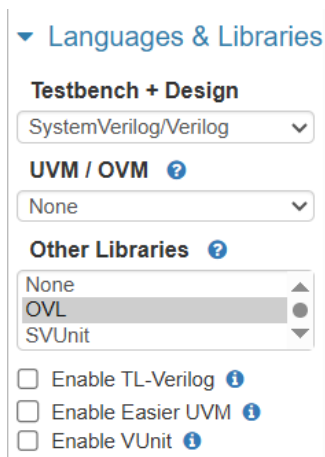 Languages & Libraries
Testbench + Design
SystemVerilog/Verilog
UVM / OVM
None
Other Libraries
None
OVL
SVUnit
Enable TL-Verilog
Enable Easier UVM
Enable VUnit